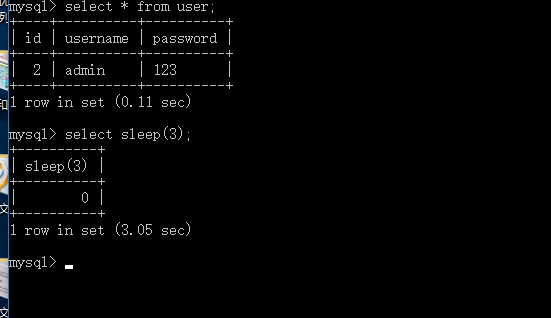 mysql> select * from user;
+----+----------+----------+
| id | username | password |
+----+----------+----------+
|  2 | admin    | 123      |
+----+----------+----------+
1 row in set (0.11 sec)
mysql> select sleep(3);
+----------+
| sleep(3) |
+----------+
|        0 |
+----------+
1 row in set (3.05 sec)
mysql>